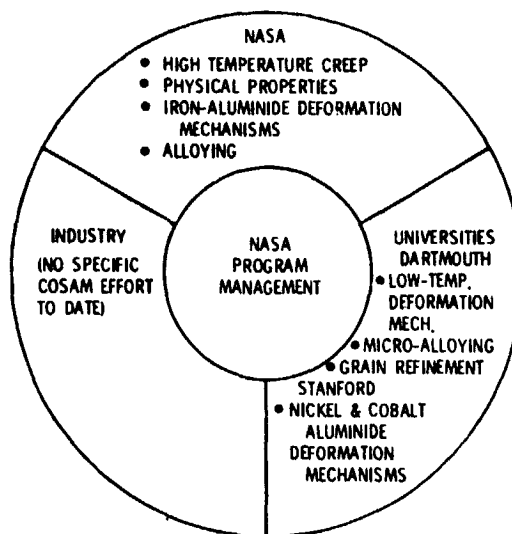 NASA
• HIGH TEMPERATURE CREEP
• PHYSICAL PROPERTIES
• IRON-ALUMINIDE DEFORMATION
MECHANISMS
• ALLOYING
INDUSTRY
(NO SPECIFIC
COSAM EFFORT
TO DATE)
NASA
PROGRAM
MANAGEMENT
UNIVERSITIES
DARTMOUTH
• LOW-TEMP.
DEFORMATION
MECH.
• MICRO-ALLOYING
• GRAIN REFINEMENT
STANFORD
• NICKEL & COBALT
ALUMINIDE
DEFORMATION
MECHANISMS